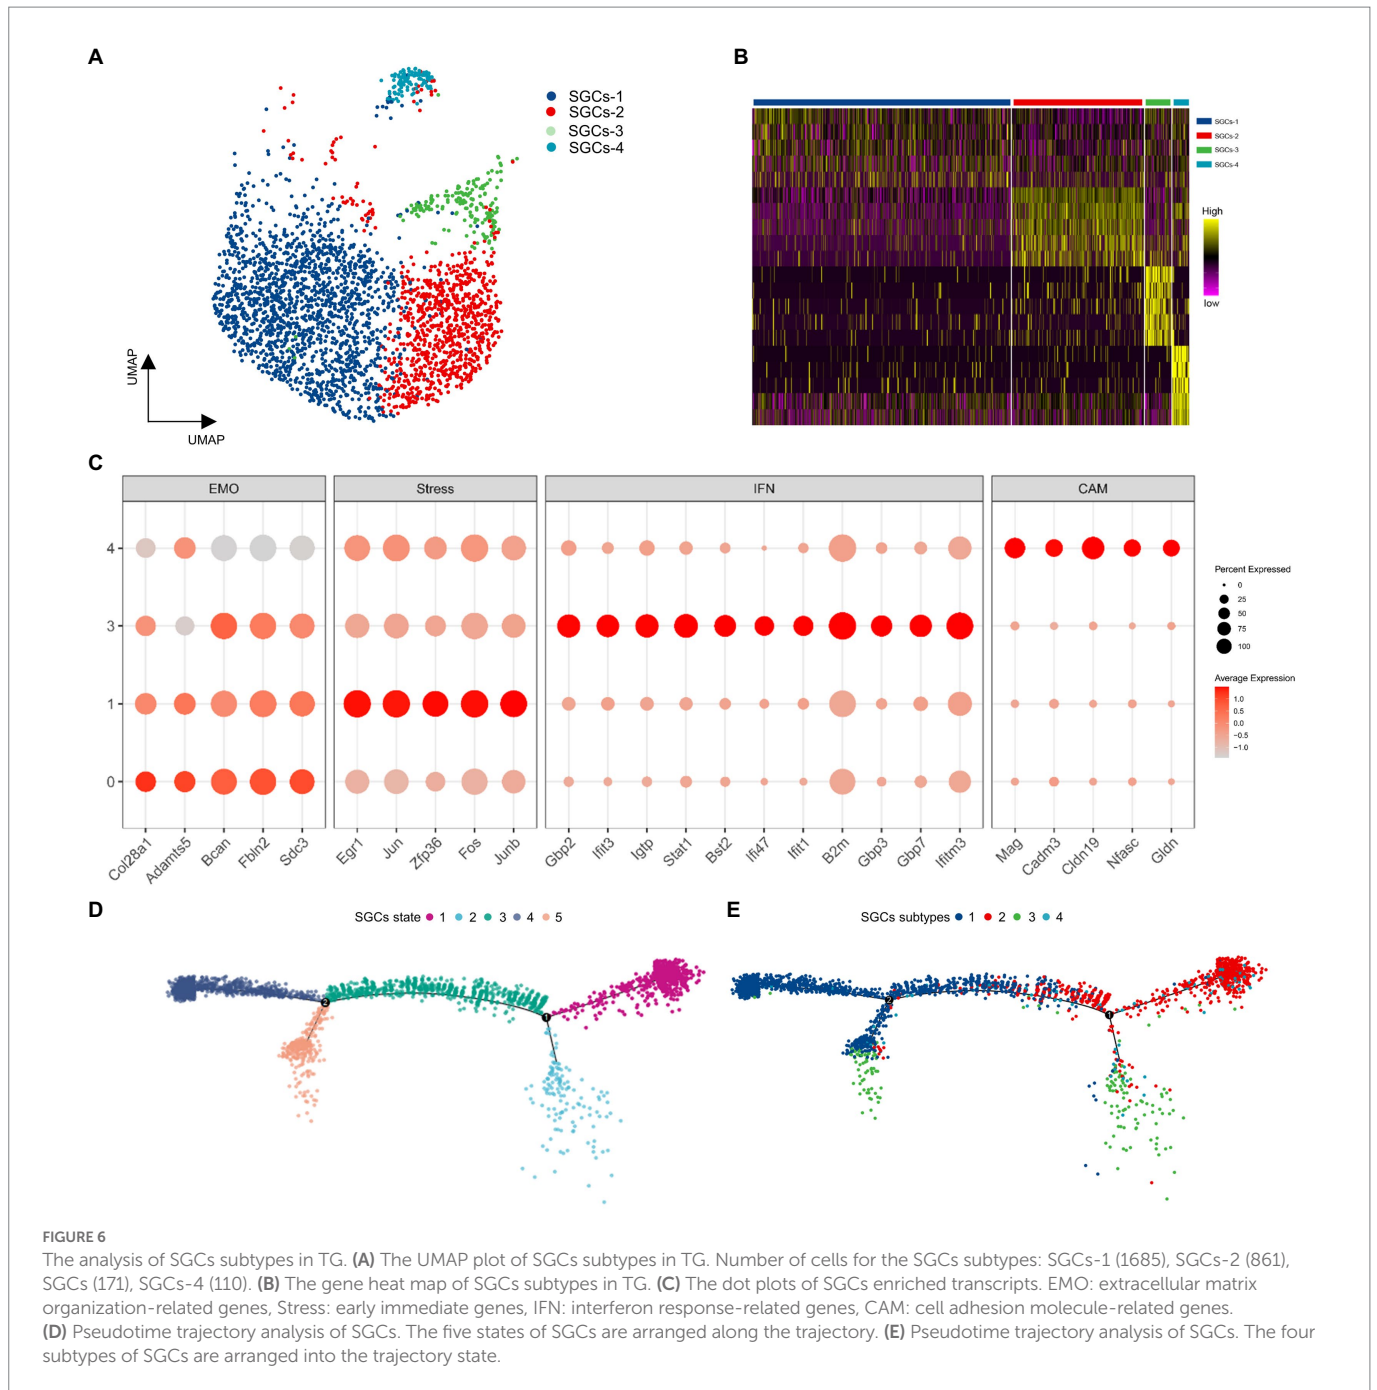 A
SGCs-1
SGCs-2
SGCs-3
SGCs-4
UMAP
UMAP
B
SGCs-1
SGCs-2
SGCs-3
SGCs-4
High
low
C
EMO
Stress
IFN
CAM
4
3
1
0
Col28a1
Adamts5
Bcan
Fbln2
Sdc3
Egr1
Jun
Zfp36
Fos
Junb
Gbp2
Ifit3
Igtp
Stat1
Bst2
Ifi47
Ifit1
B2m
Gbp3
Gbp7
Ifitm3
Mag
Cadm3
Cldn19
Nfasc
Gldn
Percent Expressed
0
25
50
75
100
Average Expression
1.0
0.5
0.0
−0.5
−1.0
D
SGCs state 1 2 3 4 5
2
1
E
SGCs subtypes 1 2 3 4
2
1
FIGURE 6
The analysis of SGCs subtypes in TG. (A) The UMAP plot of SGCs subtypes in TG. Number of cells for the SGCs subtypes: SGCs-1 (1685), SGCs-2 (861),
SGCs (171), SGCs-4 (110). (B) The gene heat map of SGCs subtypes in TG. (C) The dot plots of SGCs enriched transcripts. EMO: extracellular matrix
organization-related genes, Stress: early immediate genes, IFN: interferon response-related genes, CAM: cell adhesion molecule-related genes.
(D) Pseudotime trajectory analysis of SGCs. The five states of SGCs are arranged along the trajectory. (E) Pseudotime trajectory analysis of SGCs. The four
subtypes of SGCs are arranged into the trajectory state.